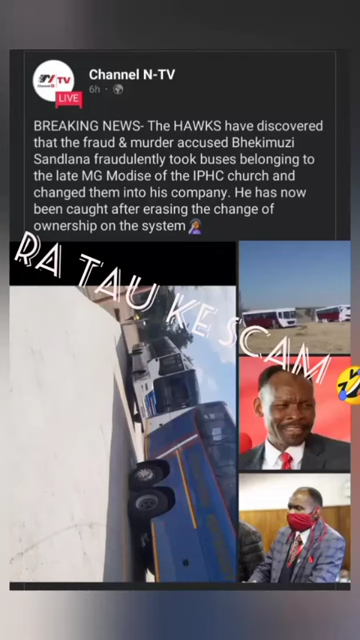 Channel N-TV
TV
Channel
LIVE
6h ·
BREAKING NEWS- The HAWKS have discovered
that the fraud & murder accused Bhekimuzi
Sandlana fraudulently took buses belonging to
the late MG Modise of the IPHC church and
changed them into his company. He has now
been caught after erasing the change of
ownership on the system🤦🏾‍♀️
RA TAU KE SCAM 🤣